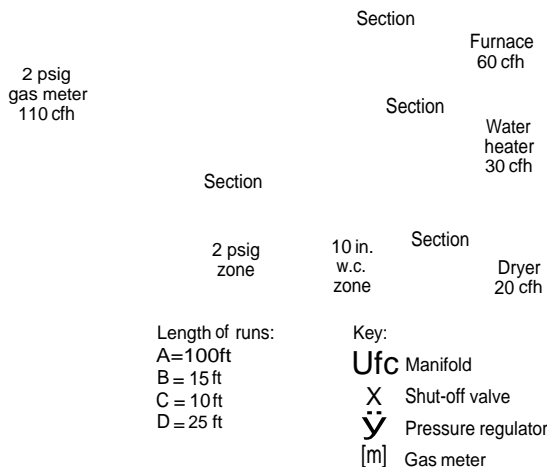 Section
Furnace
60 cfh
2 psig
gas meter
110 cfh
Section
Water
heater
30 cfh
Section
2 psig
zone
10 in.
w.c.
zone
Section
Dryer
20 cfh
Length of runs:
A=100ft
B = 15 ft
C = 10 ft
D = 25 ft
Key:
Ufc Manifold
X Shut-off valve
ÿ Pressure regulator
[m] Gas meter